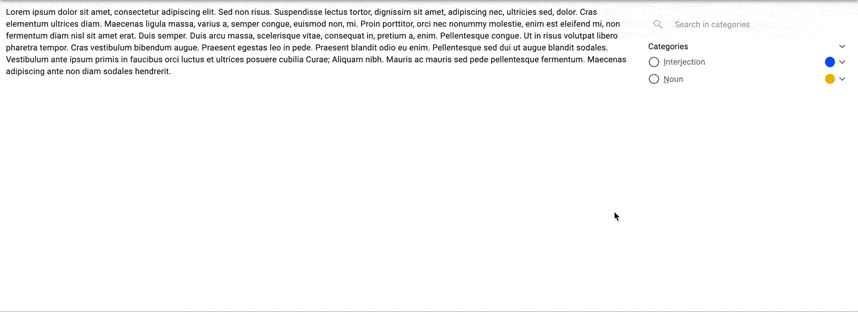 Lorem ipsum dolor sit amet, consectetur adipiscing elit. Sed non risus. Suspendisse lectus tortor, dignissim sit amet, adipiscing nec, ultricies sed, dolor. Cras
elementum ultrices diam. Maecenas ligula massa, varius a, semper congue, euismod non, mi. Proin porttitor, orci nec nonummy molestie, enim est eleifend mi, non
fermentum diam nisl sit amet erat. Duis semper. Duis arcu massa, scelerisque vitae, consequat in, pretium a, enim. Pellentesque congue. Ut in risus volutpat libero
pharetra tempor. Cras vestibulum bibendum augue. Praesent egestas leo in pede. Praesent blandit odio eu enim. Pellentesque sed dui ut augue blandit sodales.
Vestibulum ante ipsum primis in faucibus orci luctus et ultrices posuere cubilia Curae; Aliquam nibh. Mauris ac mauris sed pede pellentesque fermentum. Maecenas
adipiscing ante non diam sodales hendrerit.
Search in categories
Categories
Interjection
Noun